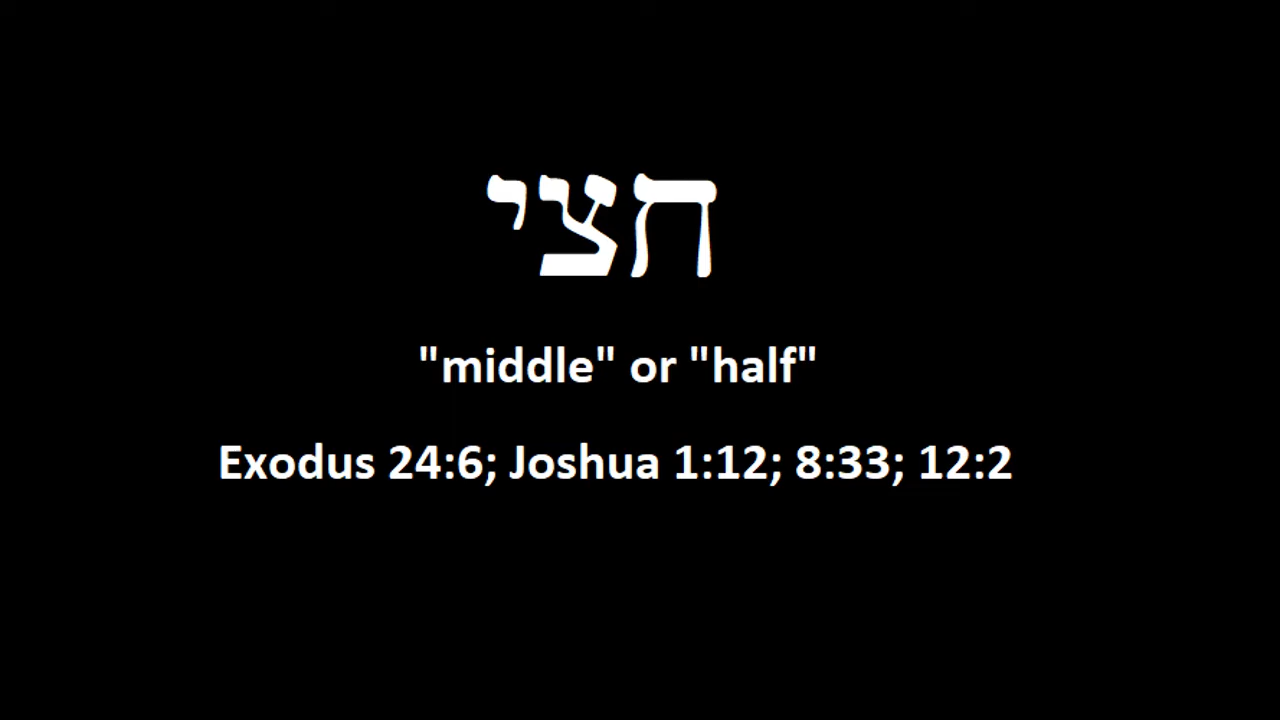 חצי
"middle" or "half"
Exodus 24:6; Joshua 1:12; 8:33; 12:2